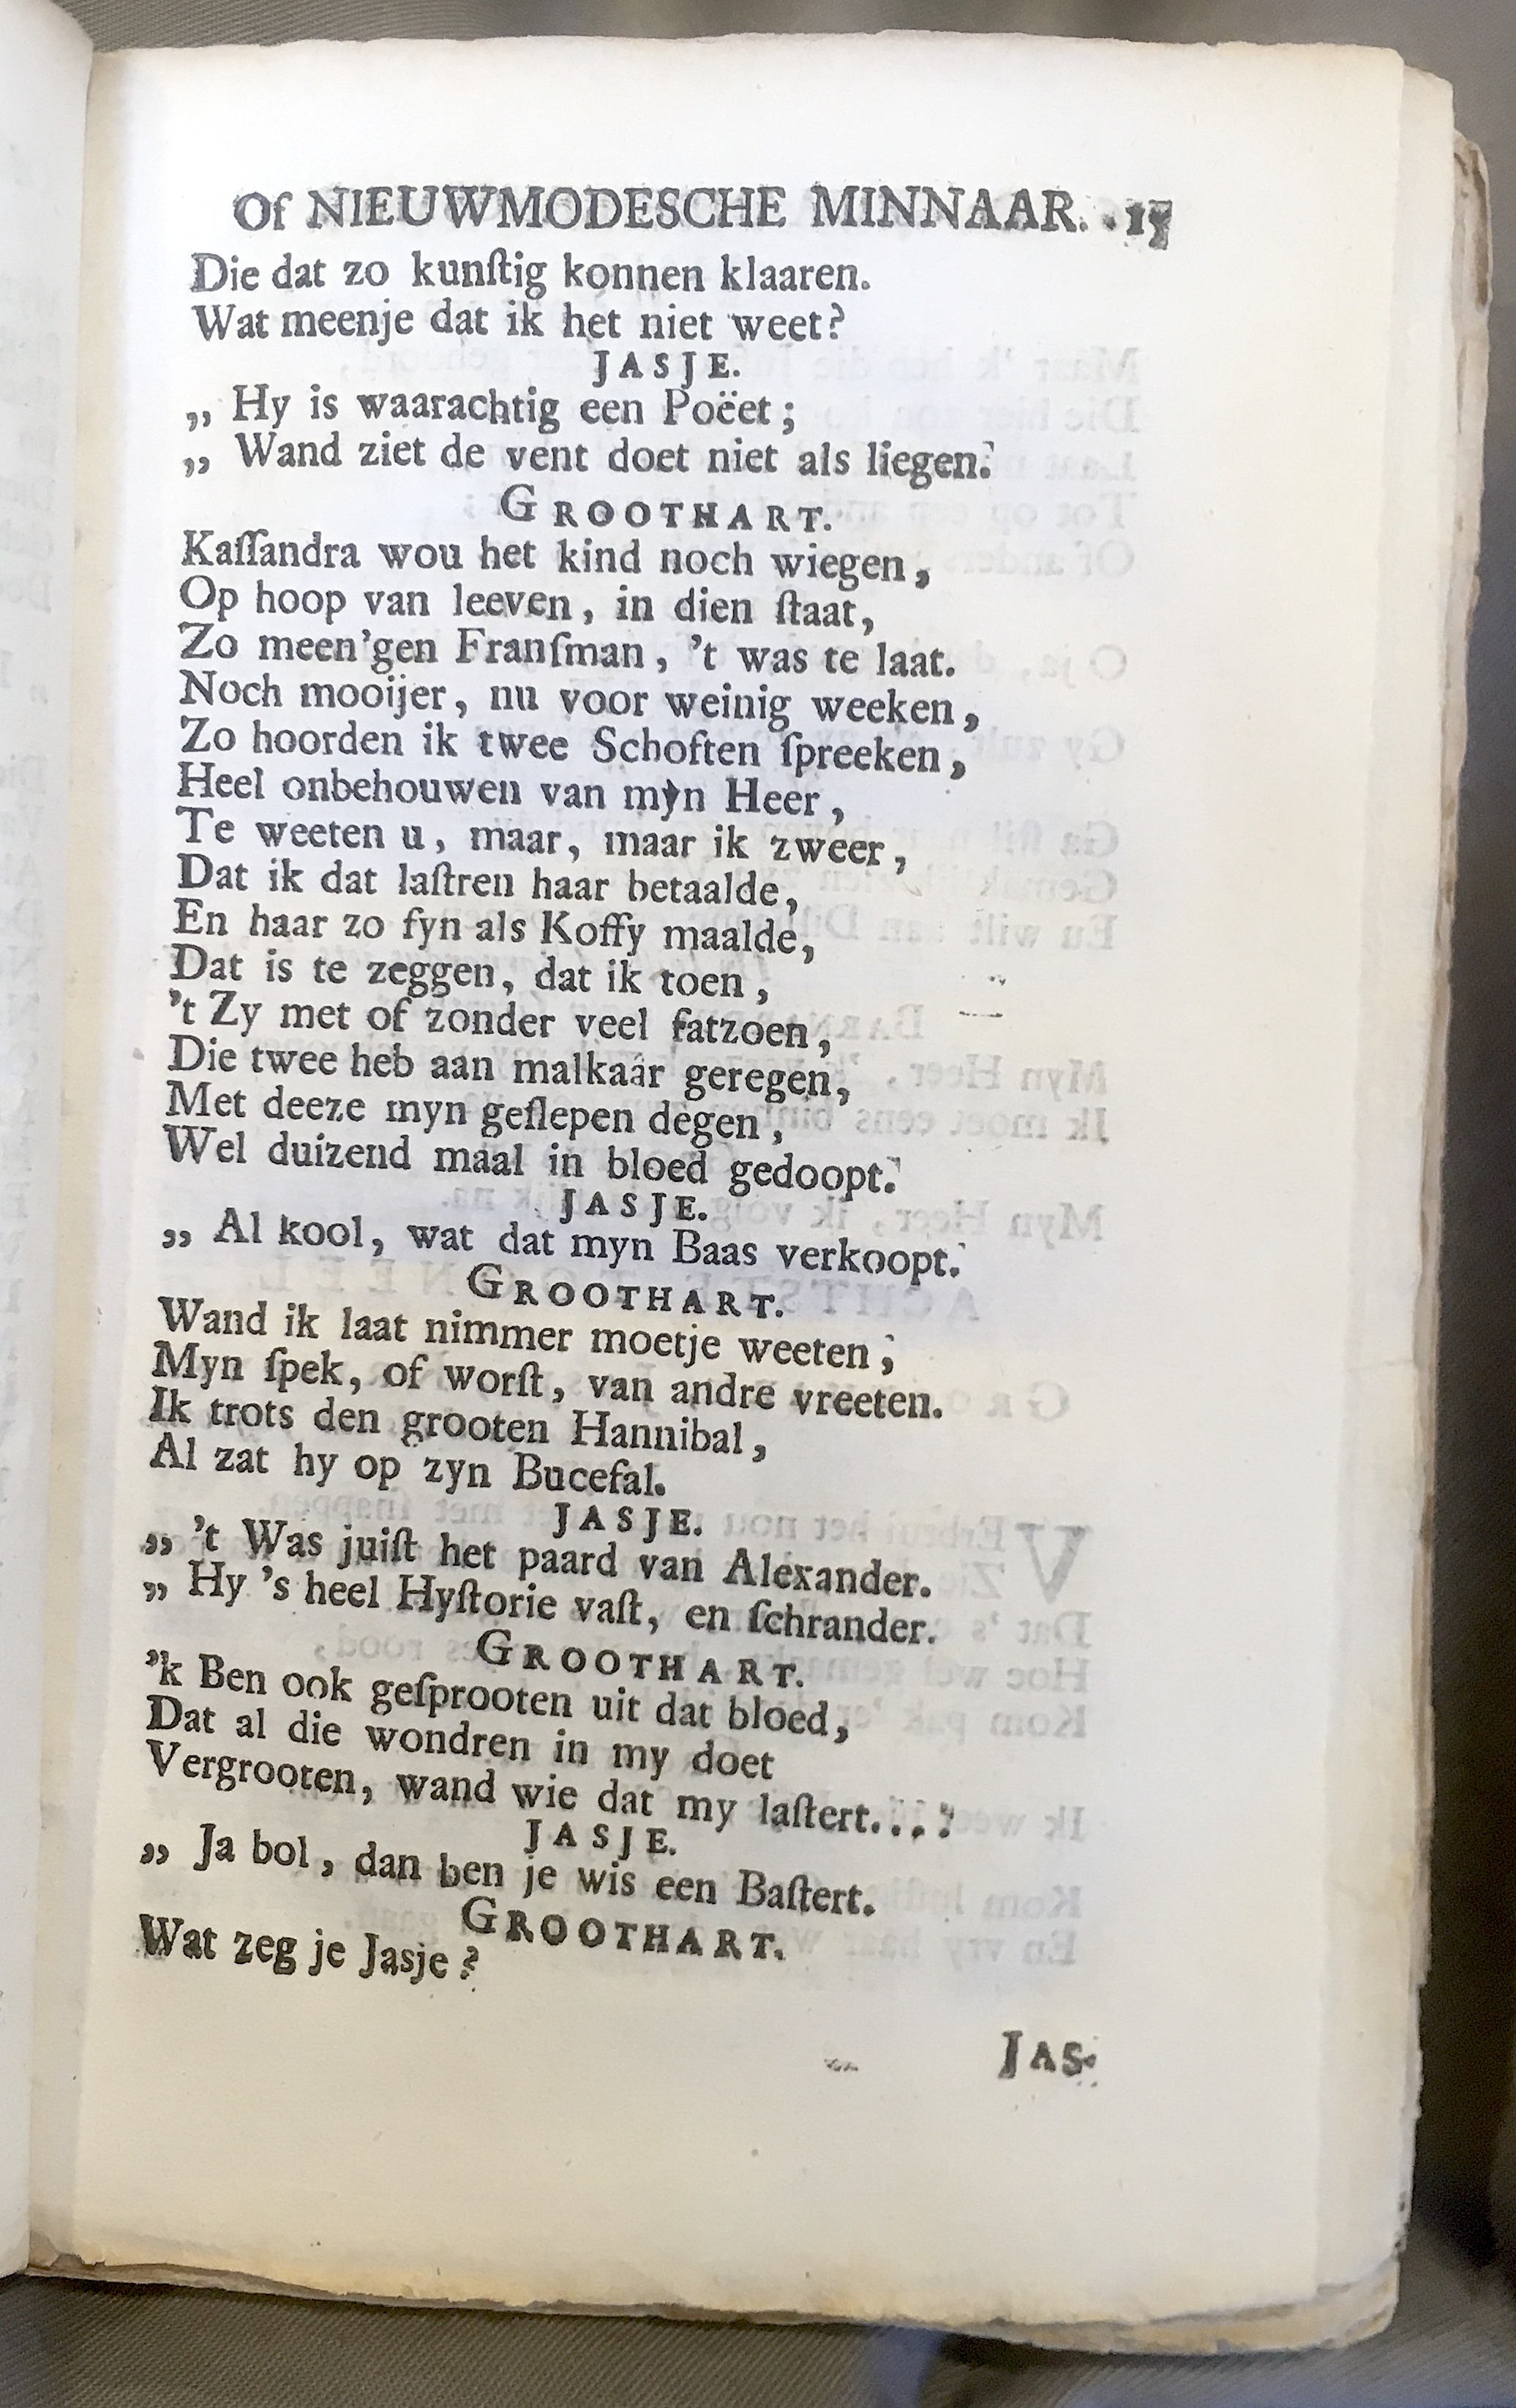 Of NIEUWMODESCHE MINNAAR. 15
Die dat zo kunſtig konnen klaaren.
Wat meenje dat ik het niet weet?
JASJE.
„ Hy is waarachtig een Poëet;
„ Wand ziet de vent doet niet als liegen.
GROOTHART.
Kaſſandra wou het kind noch wiegen,
Op hoop van leeven, in dien ſtaat,
Zo meen'gen Franſman, 't was te laat.
Noch mooijer, nu voor weinig weeken,
Zo hoorden ik twee Schoften ſpreeken,
Heel onbehouwen van myn Heer,
Te weeten u, maar, maar ik zweer,
Dat ik dat laſtren haar betaalde,
En haar zo fyn als Koffy maalde,
Dat is te zeggen, dat ik toen,
't Zy met of zonder veel fatzoen,
Die twee heb aan malkaâr geregen,
Met deeze myn geſlepen degen,
Wel duizend maal in bloed gedoopt.
JASJE.
„ Al kool, wat dat myn Baas verkoopt.
GROOTHART.
Wand ik laat nimmer moetje weeten,
Myn ſpek, of worſt, van andre vreeten.
Ik trots den grooten Hannibal,
Al zat hy op zyn Bucefal.
JASJE.
„ 't Was juiſt het paard van Alexander.
„ Hy 's heel Hyſtorie vaſt, en ſchrander.
GROOTHART.
'k Ben ook geſprooten uit dat bloed,
Dat al die wondren in my doet
Vergrooten, wand wie dat my laſtert....
JASJE.
„ Ja bol, dan ben je wis een Baſtert.
GROOTHART.
Wat zeg je Jasje?
JAS-